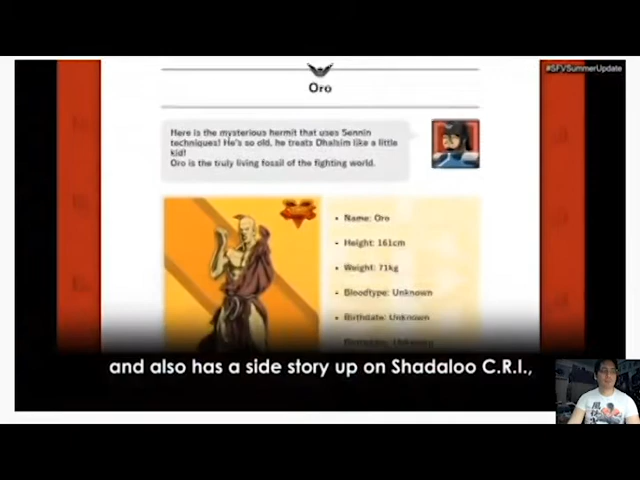 #SFVSummerUpdate
Oro
Here is the mysterious hermit that uses Sennin
techniques! He's so old, he treats Dhalsim like a little
kid!
Oro is the truly living fossil of the fighting world.
- Name: Oro
- Height: 161cm
- Weight: 71kg
- Bloodtype: Unknown
- Birthdate: Unknown
and also has a side story up on Shadaloo C.R.I.,